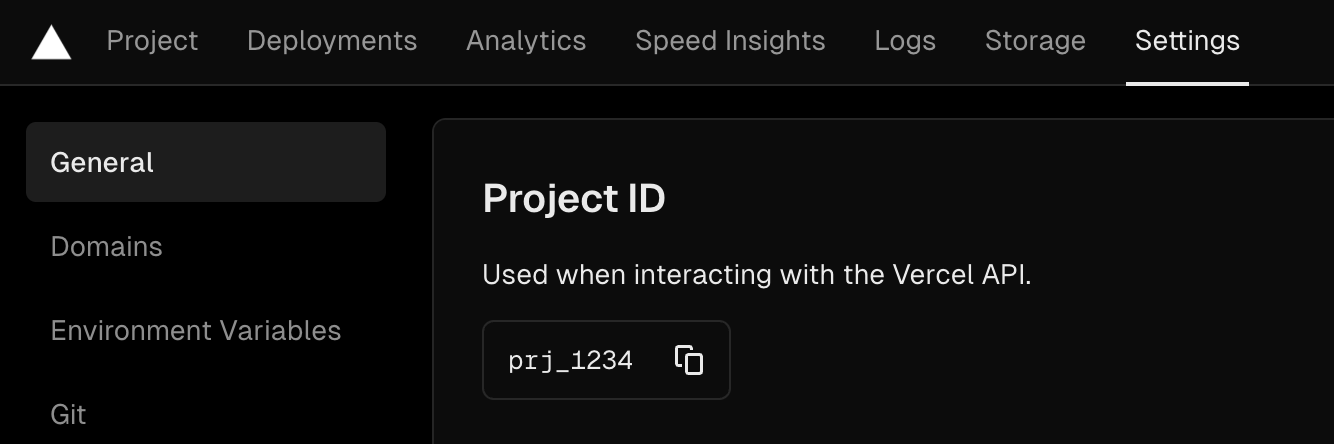 Project Deployments Analytics Speed Insights Logs Storage Settings
General
Domains
Environment Variables
Git
Project ID
Used when interacting with the Vercel API.
prj_1234